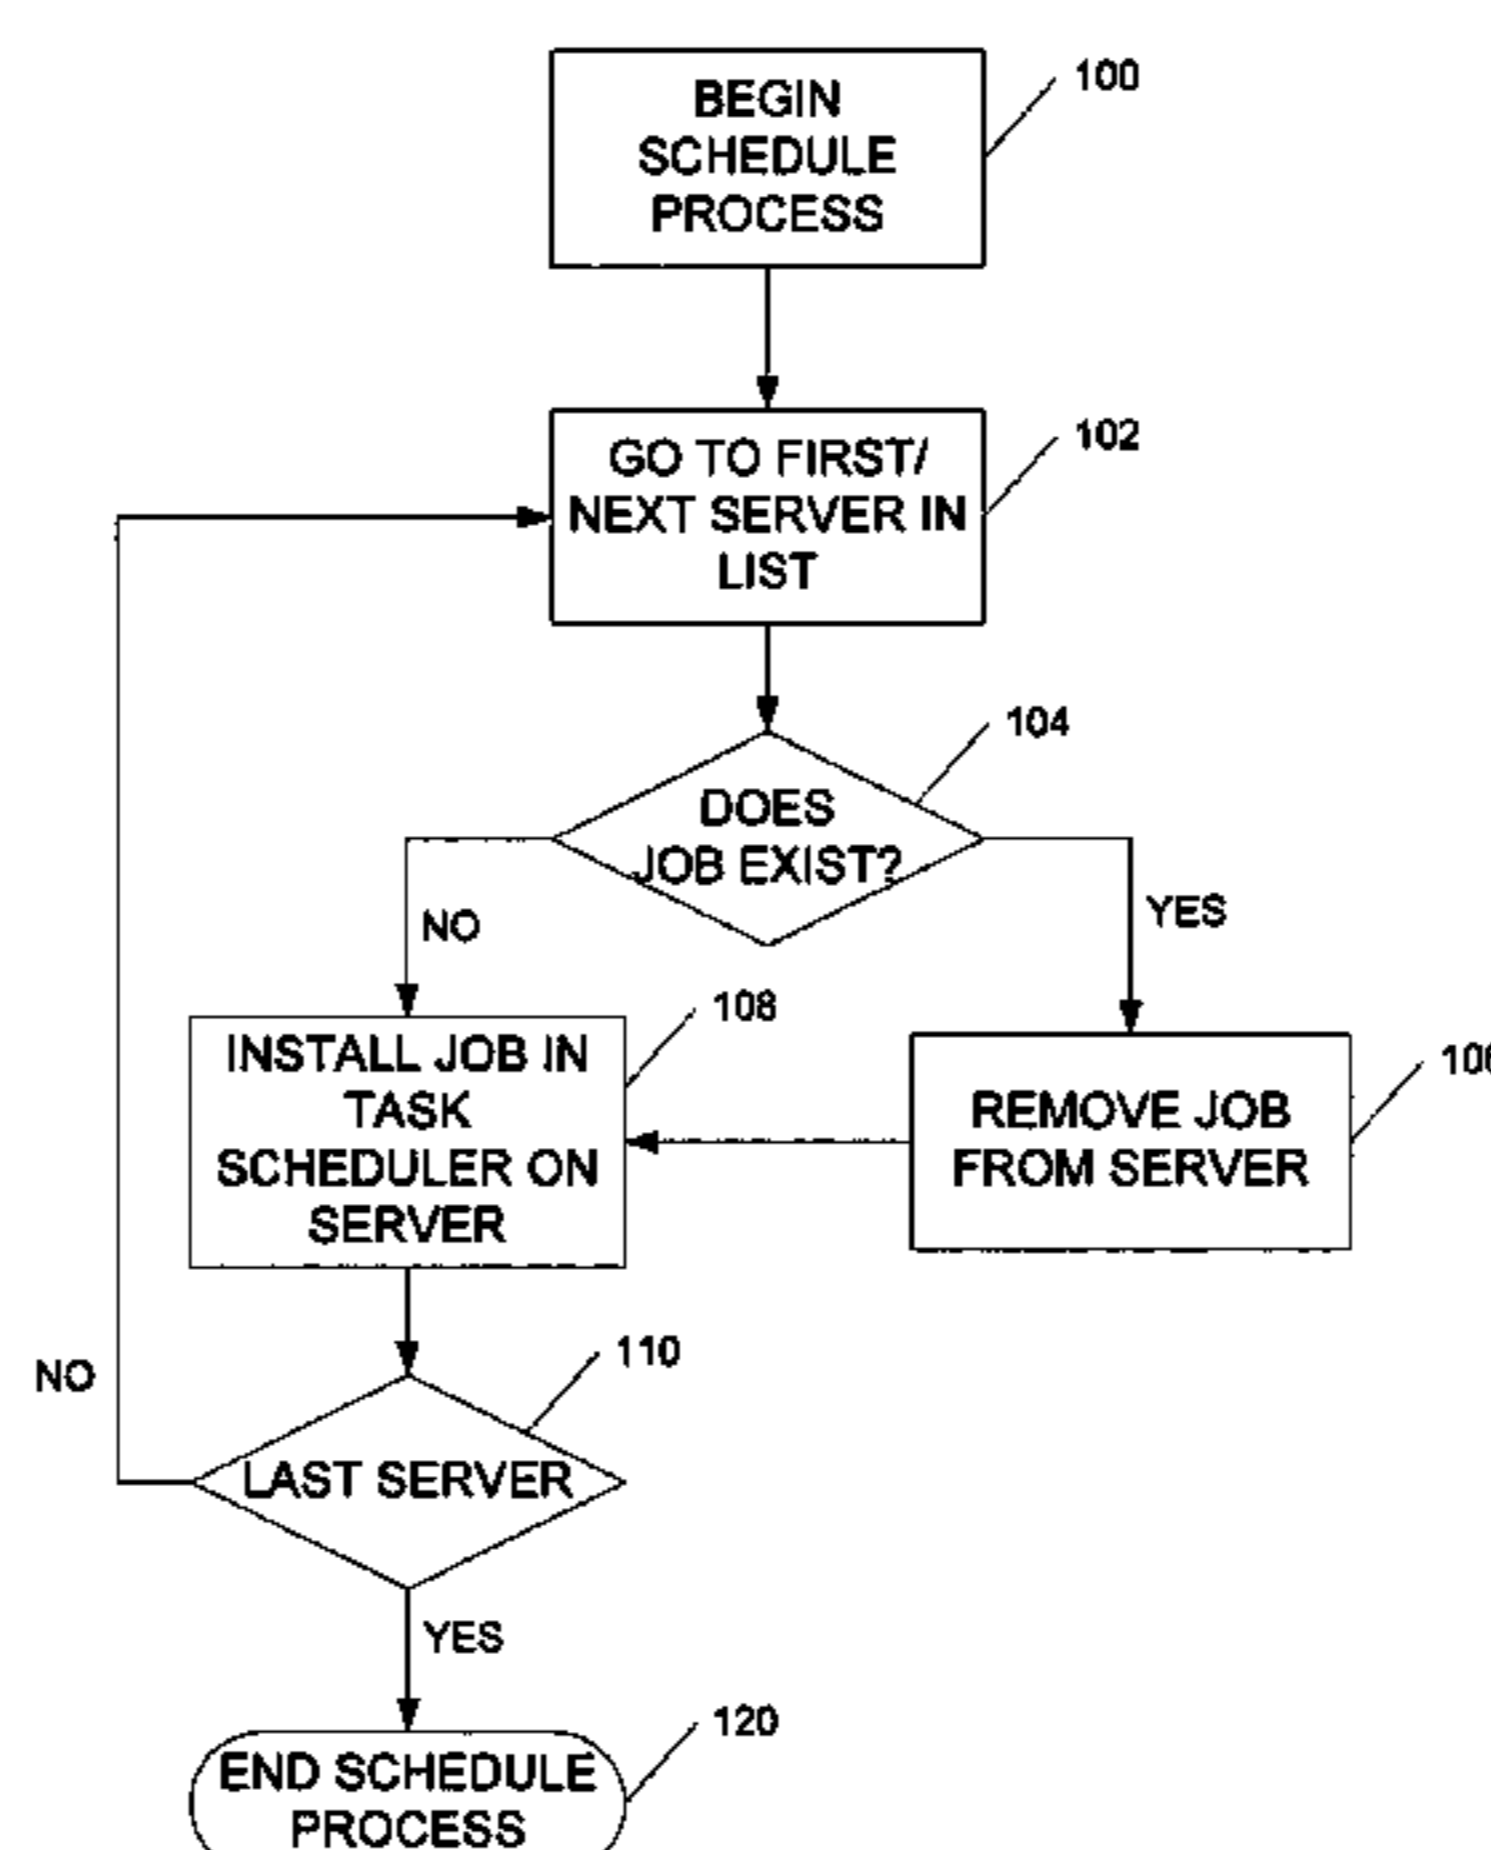 BEGIN
SCHEDULE
PROCESS
100
GO TO FIRST/
NEXT SERVER IN
LIST
102
DOES
JOB EXIST?
104
NO
YES
INSTALL JOB IN
TASK
SCHEDULER ON
SERVER
108
REMOVE JOB
FROM SERVER
NO
LAST SERVER
110
YES
END SCHEDULE
PROCESS
120